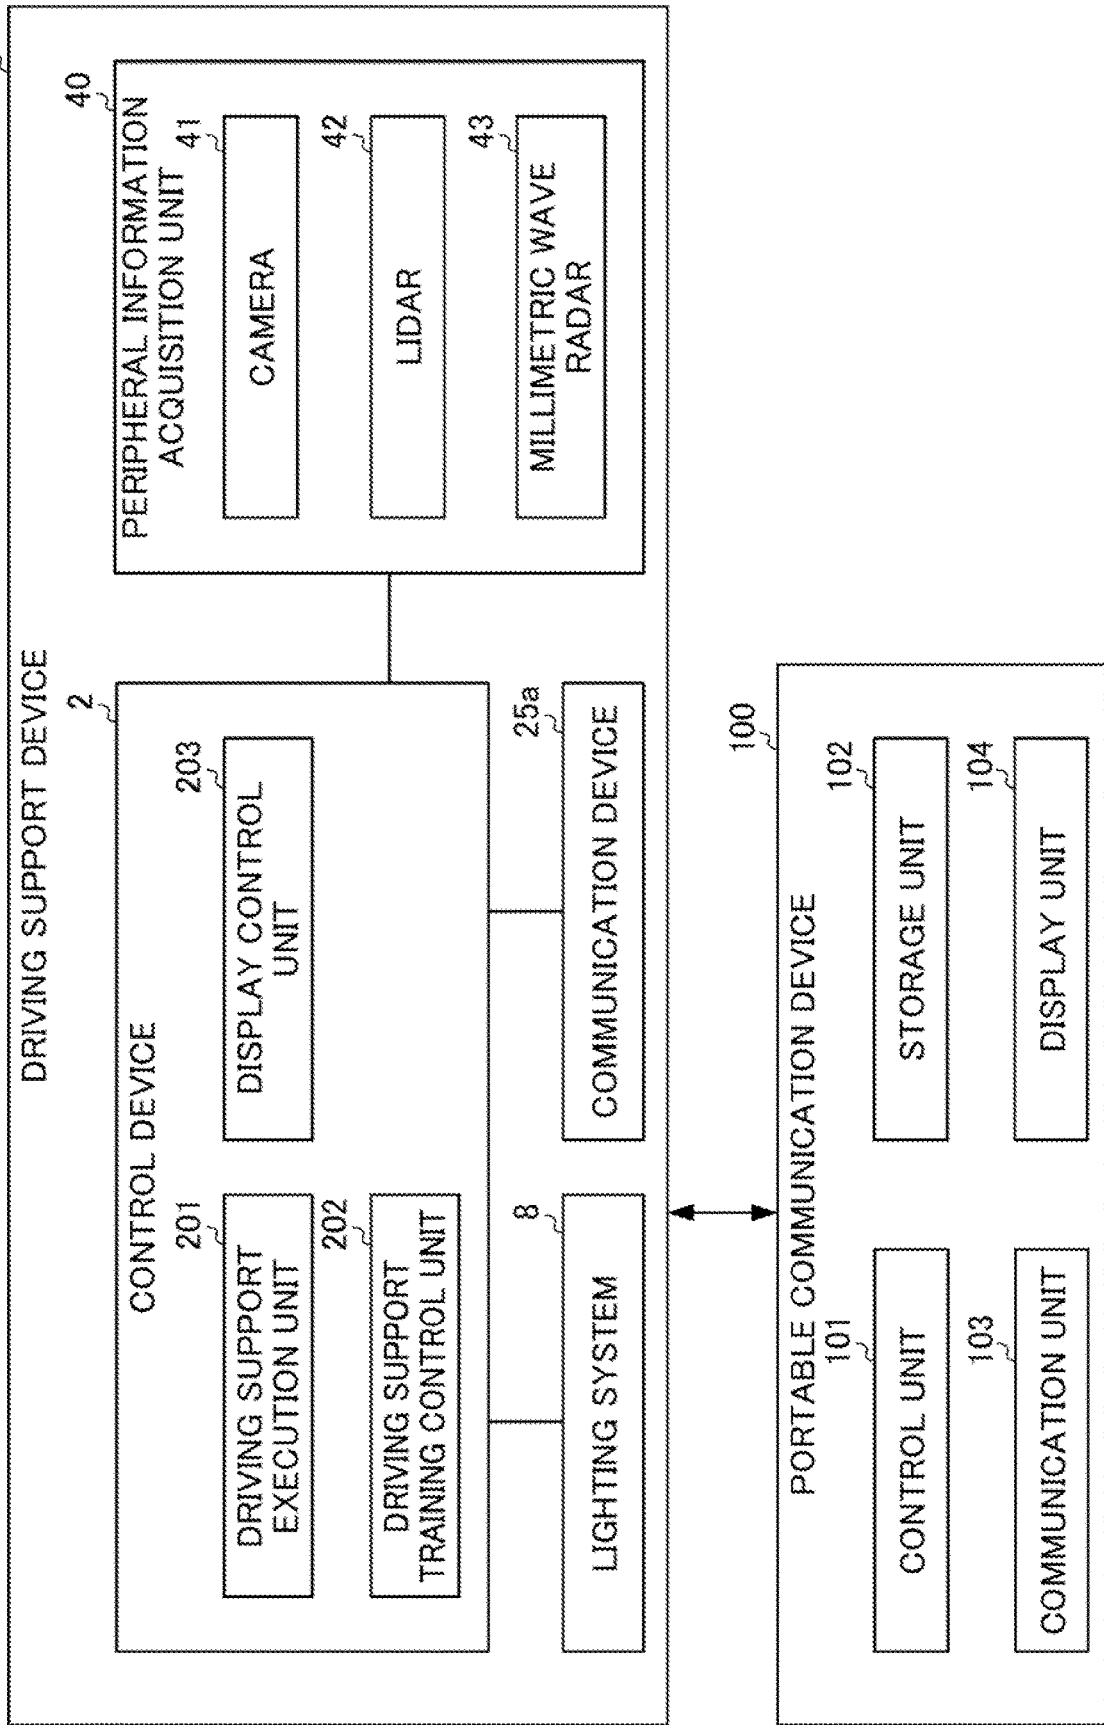 DRIVING SUPPORT DEVICE
CONTROL DEVICE
2
201
DRIVING SUPPORT
EXECUTION UNIT
203
DISPLAY CONTROL
UNIT
202
DRIVING SUPPORT
TRAINING CONTROL UNIT
8
LIGHTING SYSTEM
25a
COMMUNICATION DEVICE
40
PERIPHERAL INFORMATION
ACQUISITION UNIT
41
CAMERA
42
LIDAR
43
MILLIMETRIC WAVE
RADAR
100
PORTABLE COMMUNICATION DEVICE
101
CONTROL UNIT
102
STORAGE UNIT
103
COMMUNICATION UNIT
104
DISPLAY UNIT